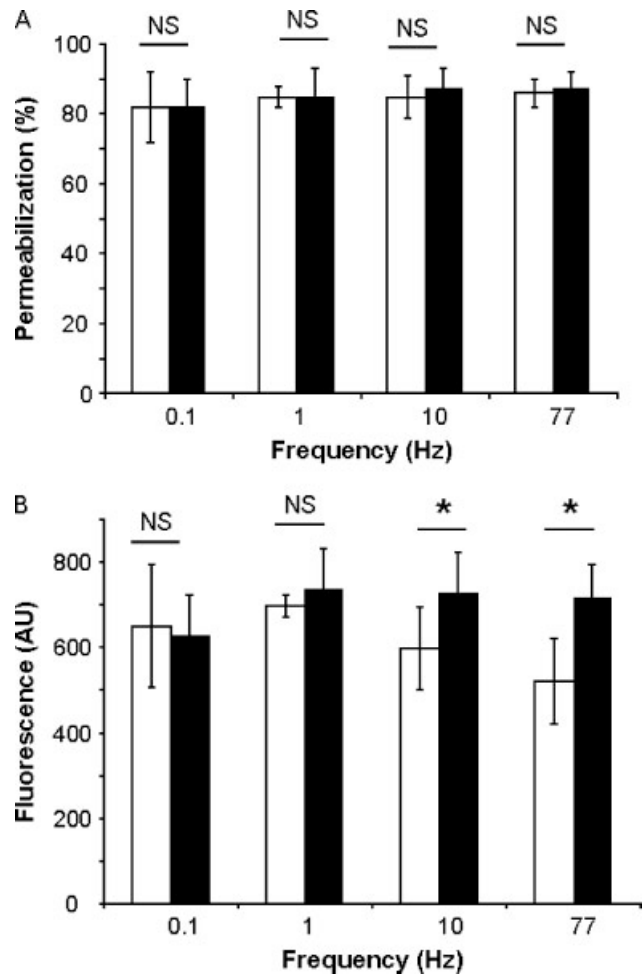 A
NS NS NS NS
100
80
60
40
20
0
Permeabilization (%)
0.1 1 10 77
Frequency (Hz)
B
NS NS * *
800
600
400
200
0
Fluorescence (AU)
0.1 1 10 77
Frequency (Hz)